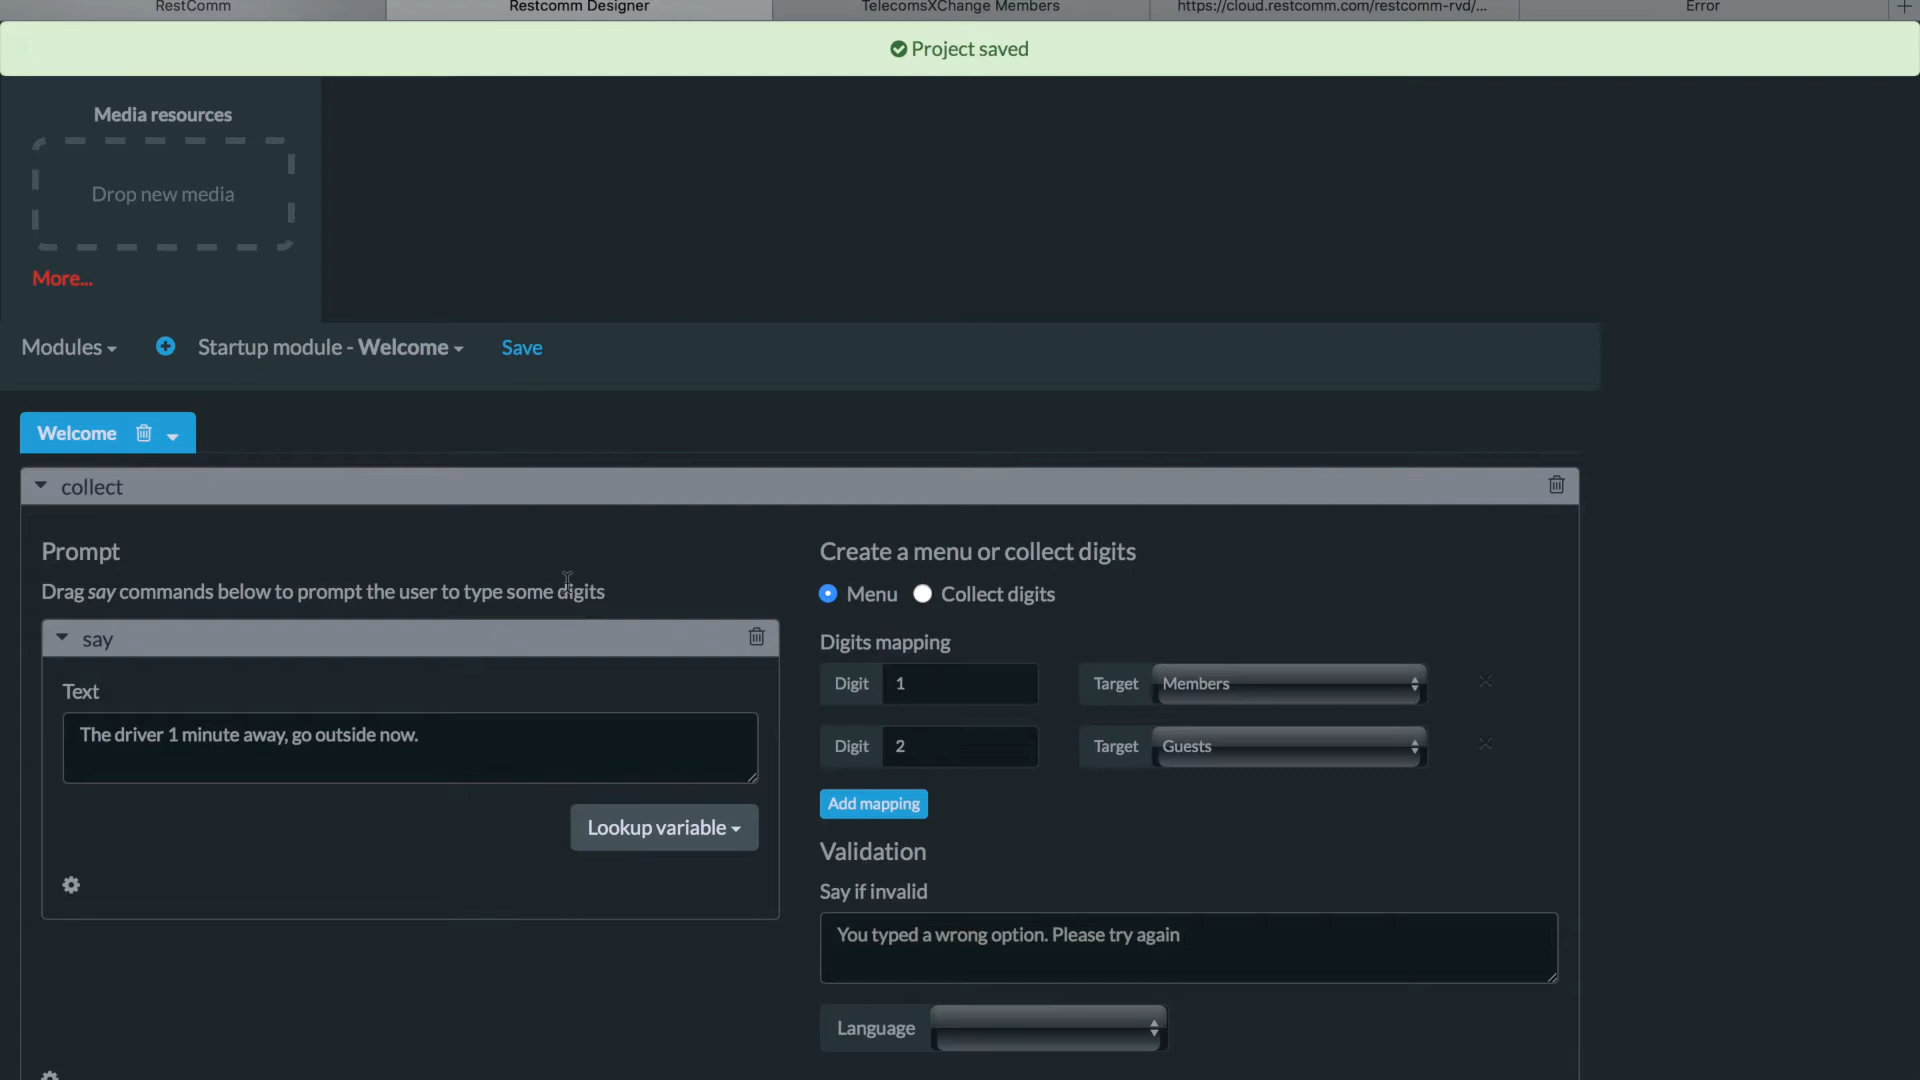 RestComm
Restcomm Designer
TelecomsXChange Members
https://cloud.restcomm.com/restcomm-rvd/...
Error
Project saved
Media resources
Drop new media
More...
Modules
Startup module - Welcome
Save
Welcome
collect
Prompt
Drag say commands below to prompt the user to type some digits
say
Text
The driver 1 minute away, go outside now.
Lookup variable
Create a menu or collect digits
Menu
Collect digits
Digits mapping
Digit 1 Target Members
Digit 2 Target Guests
Add mapping
Validation
Say if invalid
You typed a wrong option. Please try again
Language